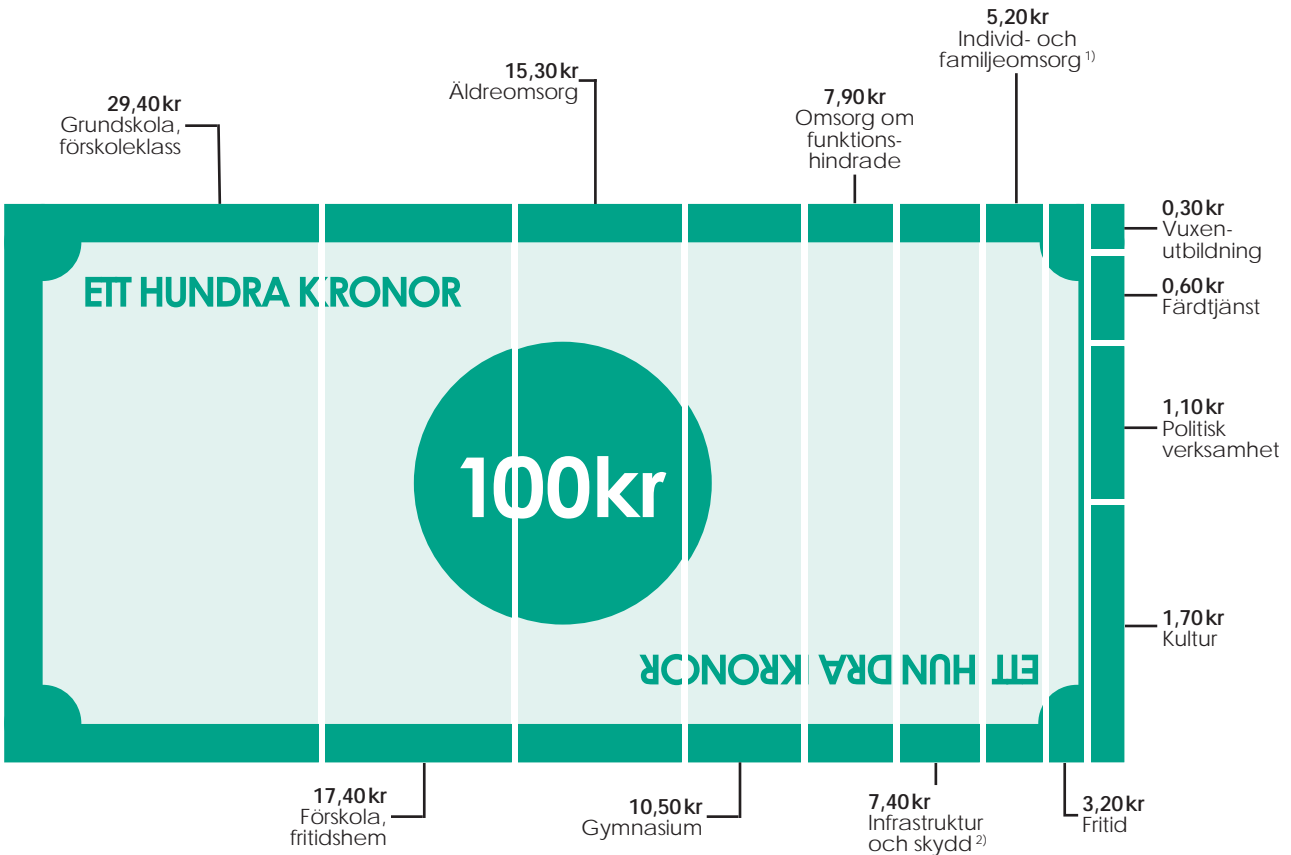 5,20 kr
Individ- och
familjeomsorg 1)
15,30 kr
Äldreomsorg
7,90 kr
Omsorg om
funktions-
hindrade
29,40 kr
Grundskola,
förskoleklass
0,30 kr
Vuxen-
utbildning
0,60 kr
Färdtjänst
1,10 kr
Politisk
verksamhet
1,70 kr
Kultur
ETT HUNDRA KRONOR
100 kr
ETT HUNDRA KRONOR
17,40 kr
Förskola,
fritidshem
10,50 kr
Gymnasium
7,40 kr
Infrastruktur
och skydd 2)
3,20 kr
Fritid